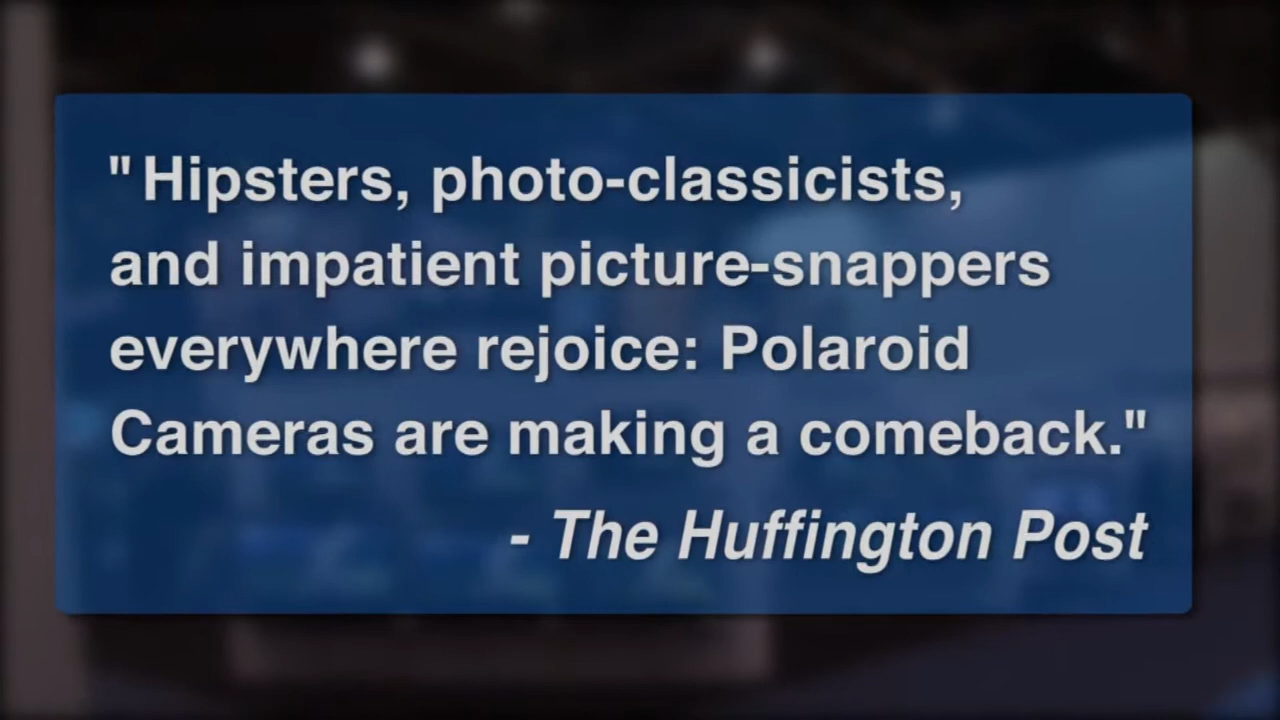 "Hipsters, photo-classicists,
and impatient picture-snappers
everywhere rejoice: Polaroid
Cameras are making a comeback."
- The Huffington Post